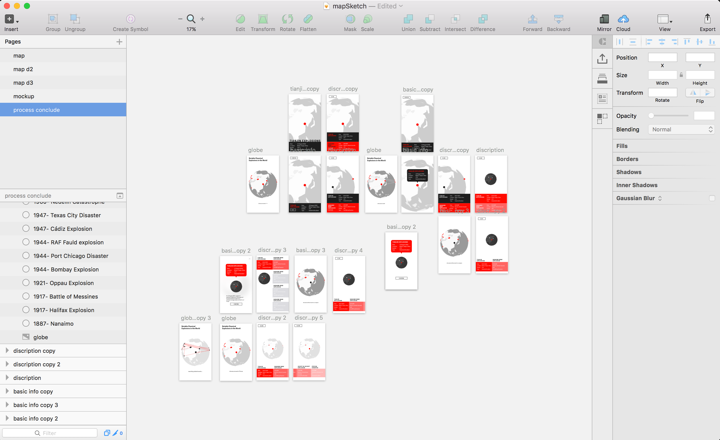 mapSketch — Edited
Insert
Group
Ungroup
Create Symbol
17%
Edit
Transform
Rotate
Flatten
Mask
Scale
Union
Subtract
Intersect
Difference
Forward
Backward
Mirror
Cloud
View
Export
Pages
map
map d2
map d3
mockup
process conclude
process conclude
1947- Texas City Disaster
1947- Cádiz Explosion
1944- RAF Fauld explosion
1944- Port Chicago Disaster
1944- Bombay Explosion
1921- Oppau Explosion
1917- Battle of Messines
1917- Halifax Explosion
1887- Nanaimo
globe
discription copy
discription copy 2
discription
basic info copy
basic info copy 3
basic info copy 2
Filter
6
tianji...copy
discr...copy
basic...copy
globe
globe
discr...copy
discription
basi...opy 2
basi...opy 2
discr...py 3
basi...opy 3
discr...py 4
glob...opy 3
globe
discr...py 2
discr...py 5
Position
X
Y
Size
Width
Height
Transform
Rotate
Flip
Opacity
Blending
Normal
Fills
Borders
Shadows
Inner Shadows
Gaussian Blur